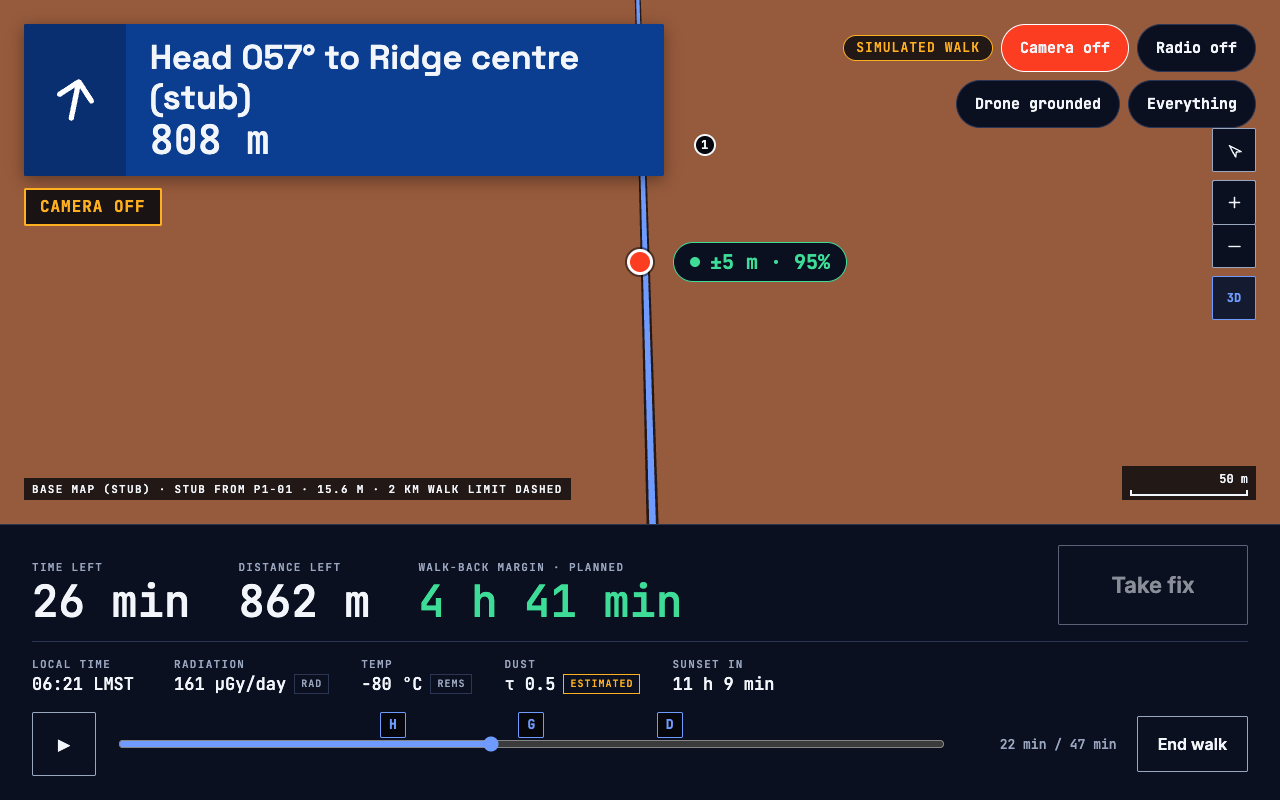 Head 057° to Ridge centre
(stub)
808 m
SIMULATED WALK
Camera off
Radio off
Drone grounded
Everything
1
CAMERA OFF
±5 m · 95%
+
−
3D
BASE MAP (STUB) · STUB FROM P1-01 · 15.6 M · 2 KM WALK LIMIT DASHED
50 m
TIME LEFT
26 min
DISTANCE LEFT
862 m
WALK-BACK MARGIN · PLANNED
4 h 41 min
Take fix
LOCAL TIME
06:21 LMST
RADIATION
161 µGy/day RAD
TEMP
-80 °C REMS
DUST
τ 0.5 ESTIMATED
SUNSET IN
11 h 9 min
H
G
D
22 min / 47 min
End walk